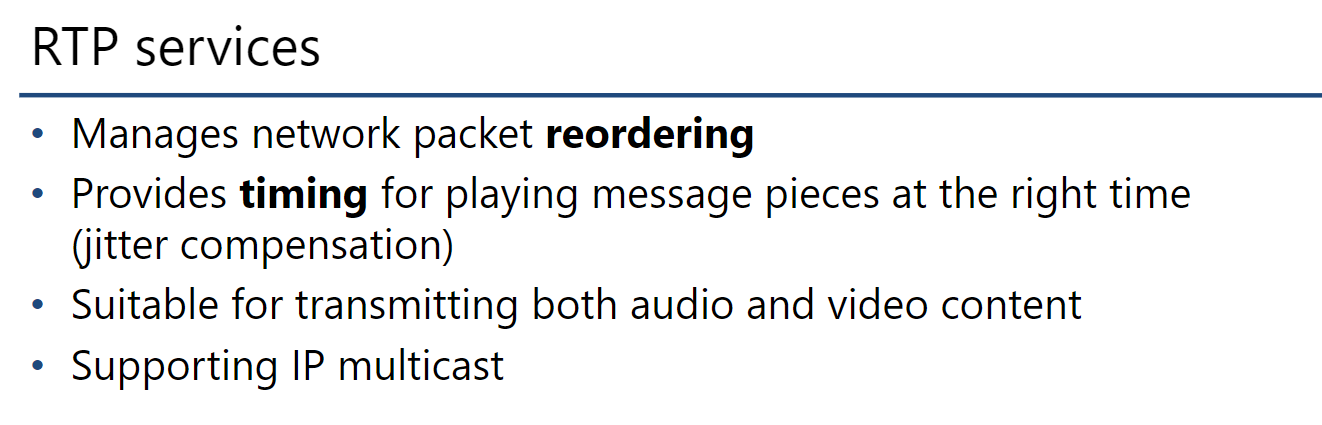 RTP services
• Manages network packet reordering
• Provides timing for playing message pieces at the right time
(jitter compensation)
• Suitable for transmitting both audio and video content
• Supporting IP multicast